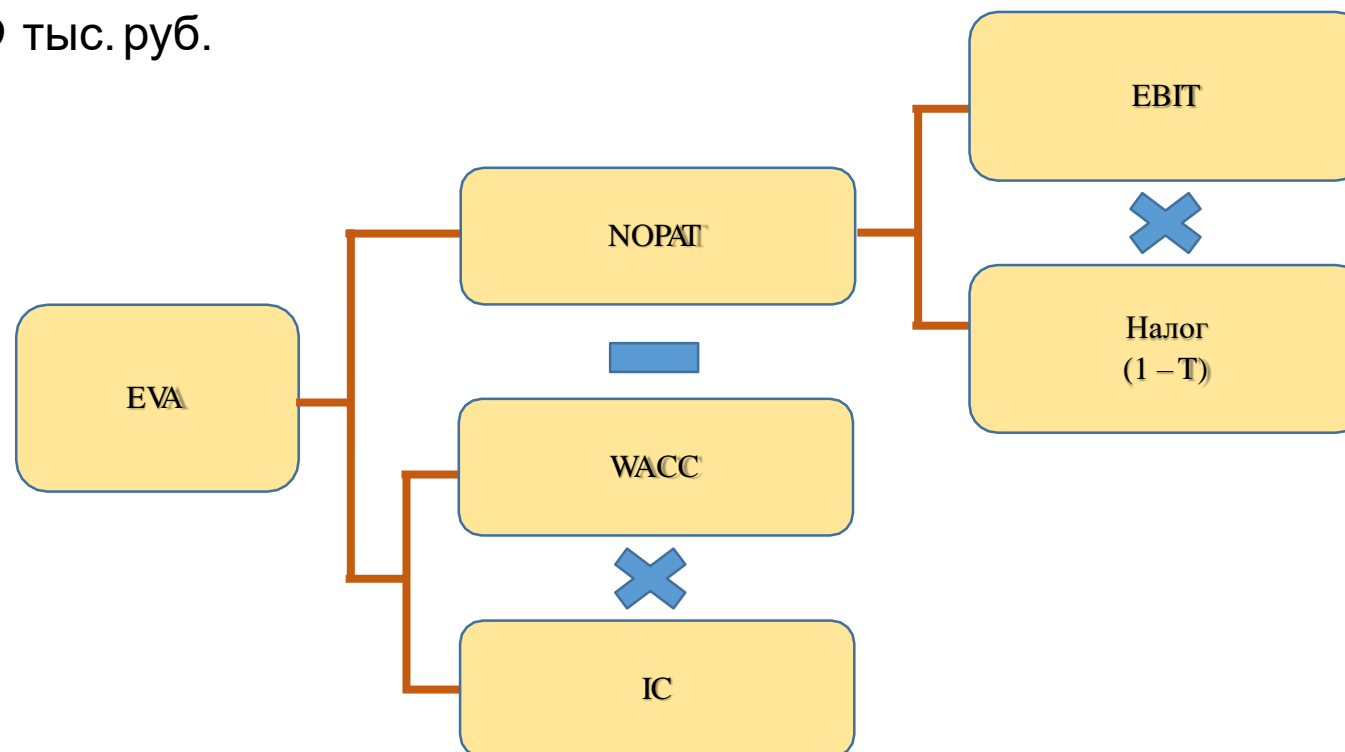 тыс. руб.
EBIT
NOPAT
Налог
(1 – T)
EVA
WACC
IC